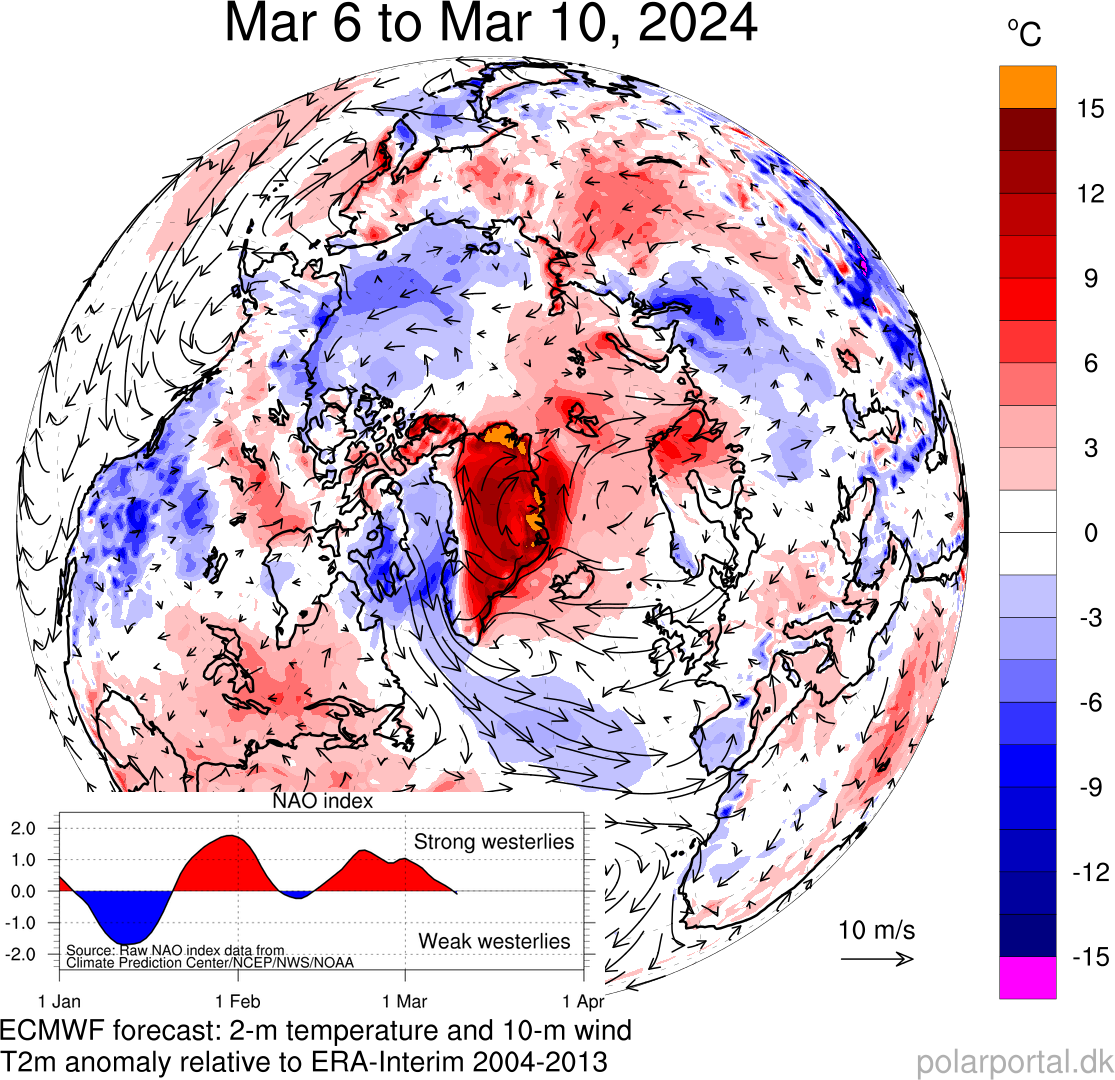 Mar 6 to Mar 10, 2024
°C
15
12
9
6
3
0
-3
-6
-9
-12
-15
10 m/s
NAO index
2.0
1.0
0.0
-1.0
-2.0
Strong westerlies
Weak westerlies
Source: Raw NAO index data from
Climate Prediction Center/NCEP/NWS/NOAA
1 Jan
1 Feb
1 Mar
1 Apr
ECMWF forecast: 2-m temperature and 10-m wind
T2m anomaly relative to ERA-Interim 2004-2013
polarportal.dk